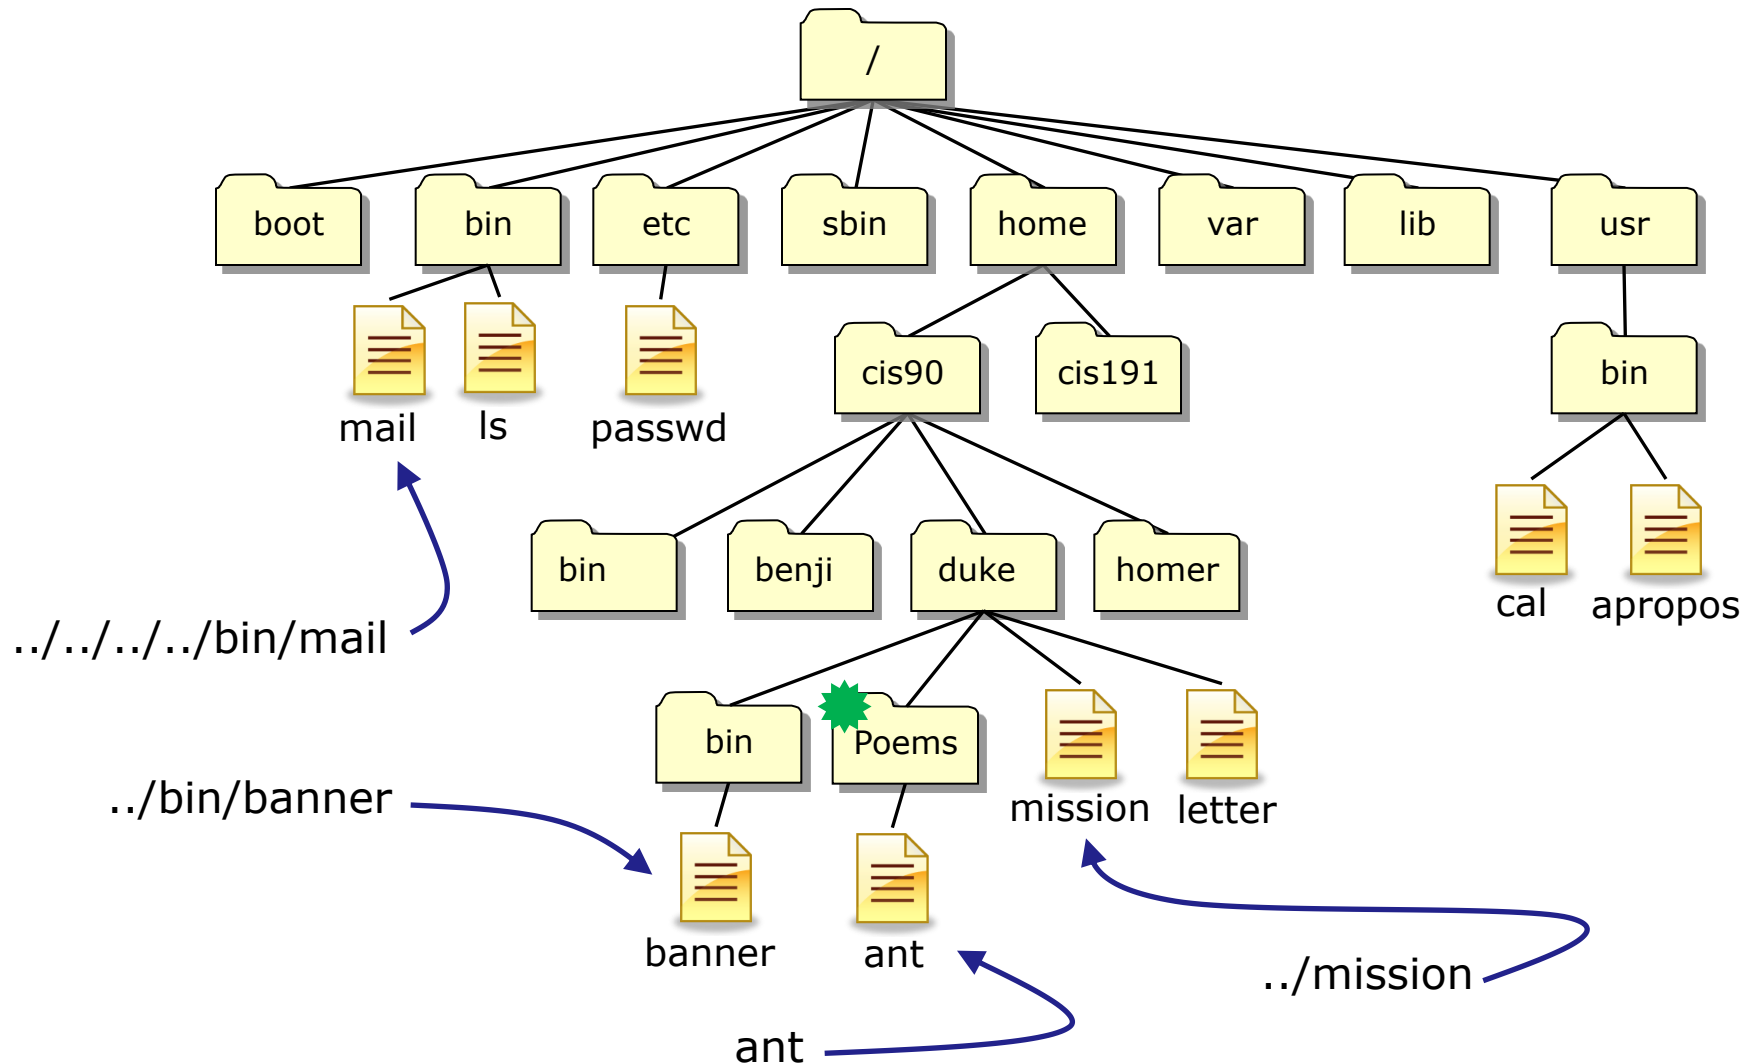 /
boot
bin
etc
sbin
home
var
lib
usr
mail
ls
passwd
cis90
cis191
bin
bin
benji
duke
homer
cal
apropos
../../../../bin/mail
bin
Poems
mission
letter
../bin/banner
banner
ant
../mission
ant